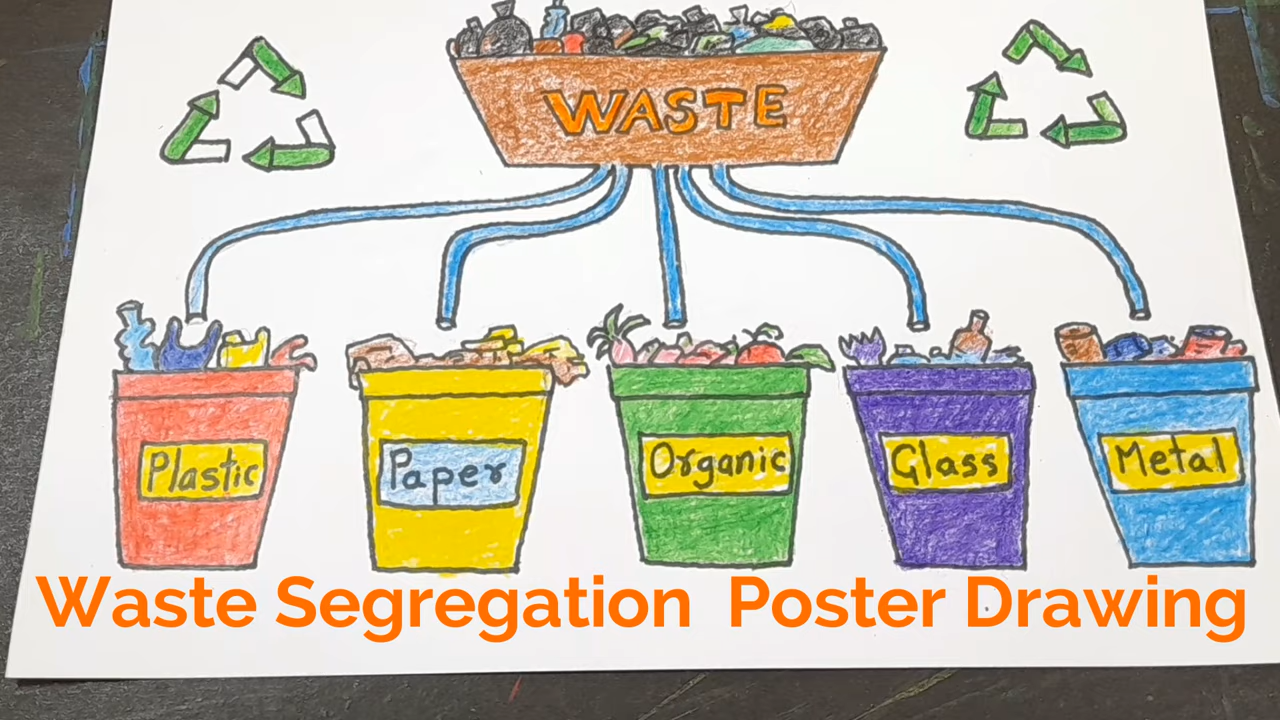 WASTE
Plastic
Paper
Organic
Glass
Metal
Waste Segregation Poster Drawing